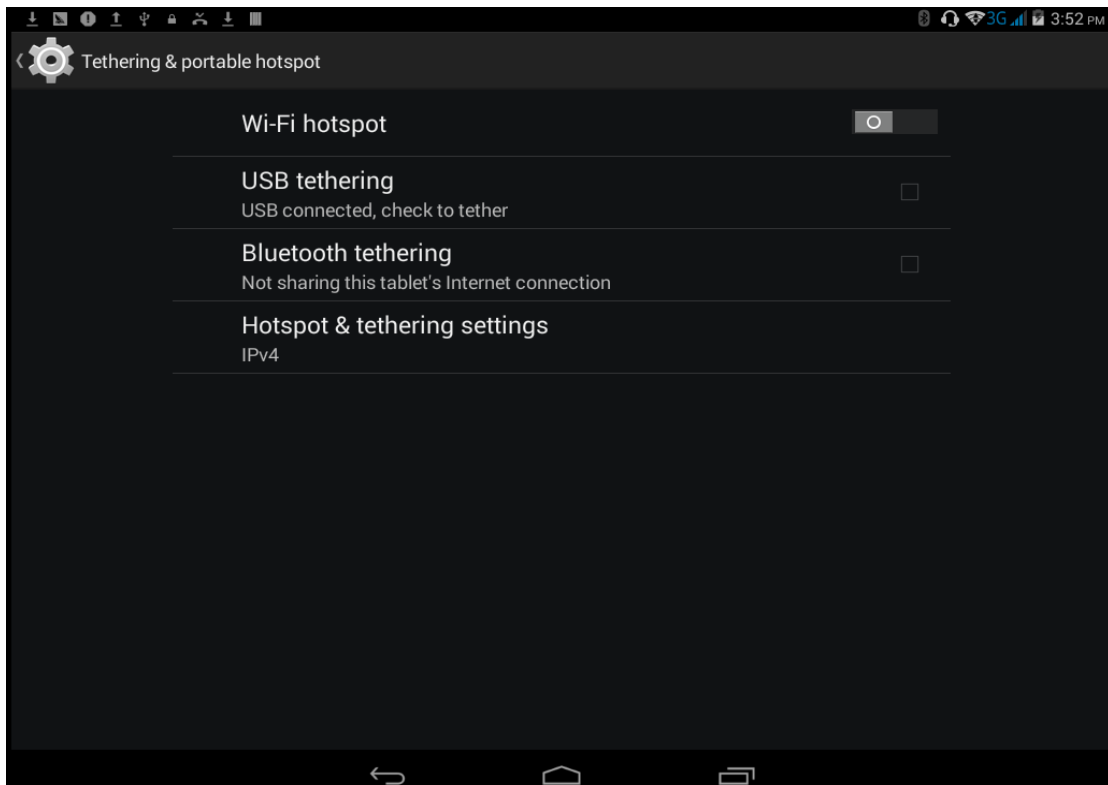 3G 3:52 PM
Tethering & portable hotspot
Wi-Fi hotspot
USB tethering
USB connected, check to tether
Bluetooth tethering
Not sharing this tablet's Internet connection
Hotspot & tethering settings
IPv4